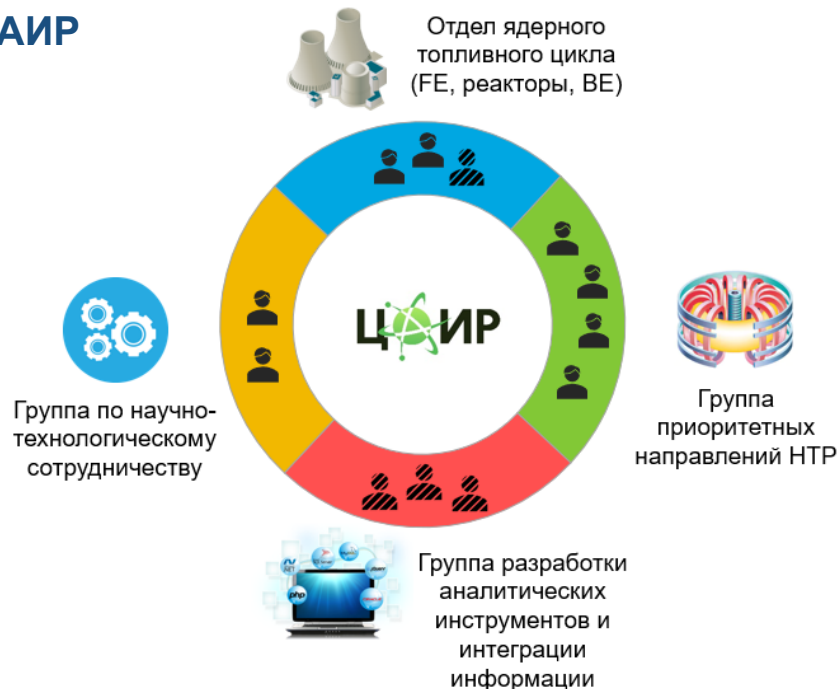 АИР
Отдел ядерного
топливного цикла
(FE, реакторы, BE)
ЦАИР
Группа по научно-
технологическому
сотрудничеству
Группа
приоритетных
направлений НТР
php
Группа разработки
аналитических
инструментов и
интеграции
информации